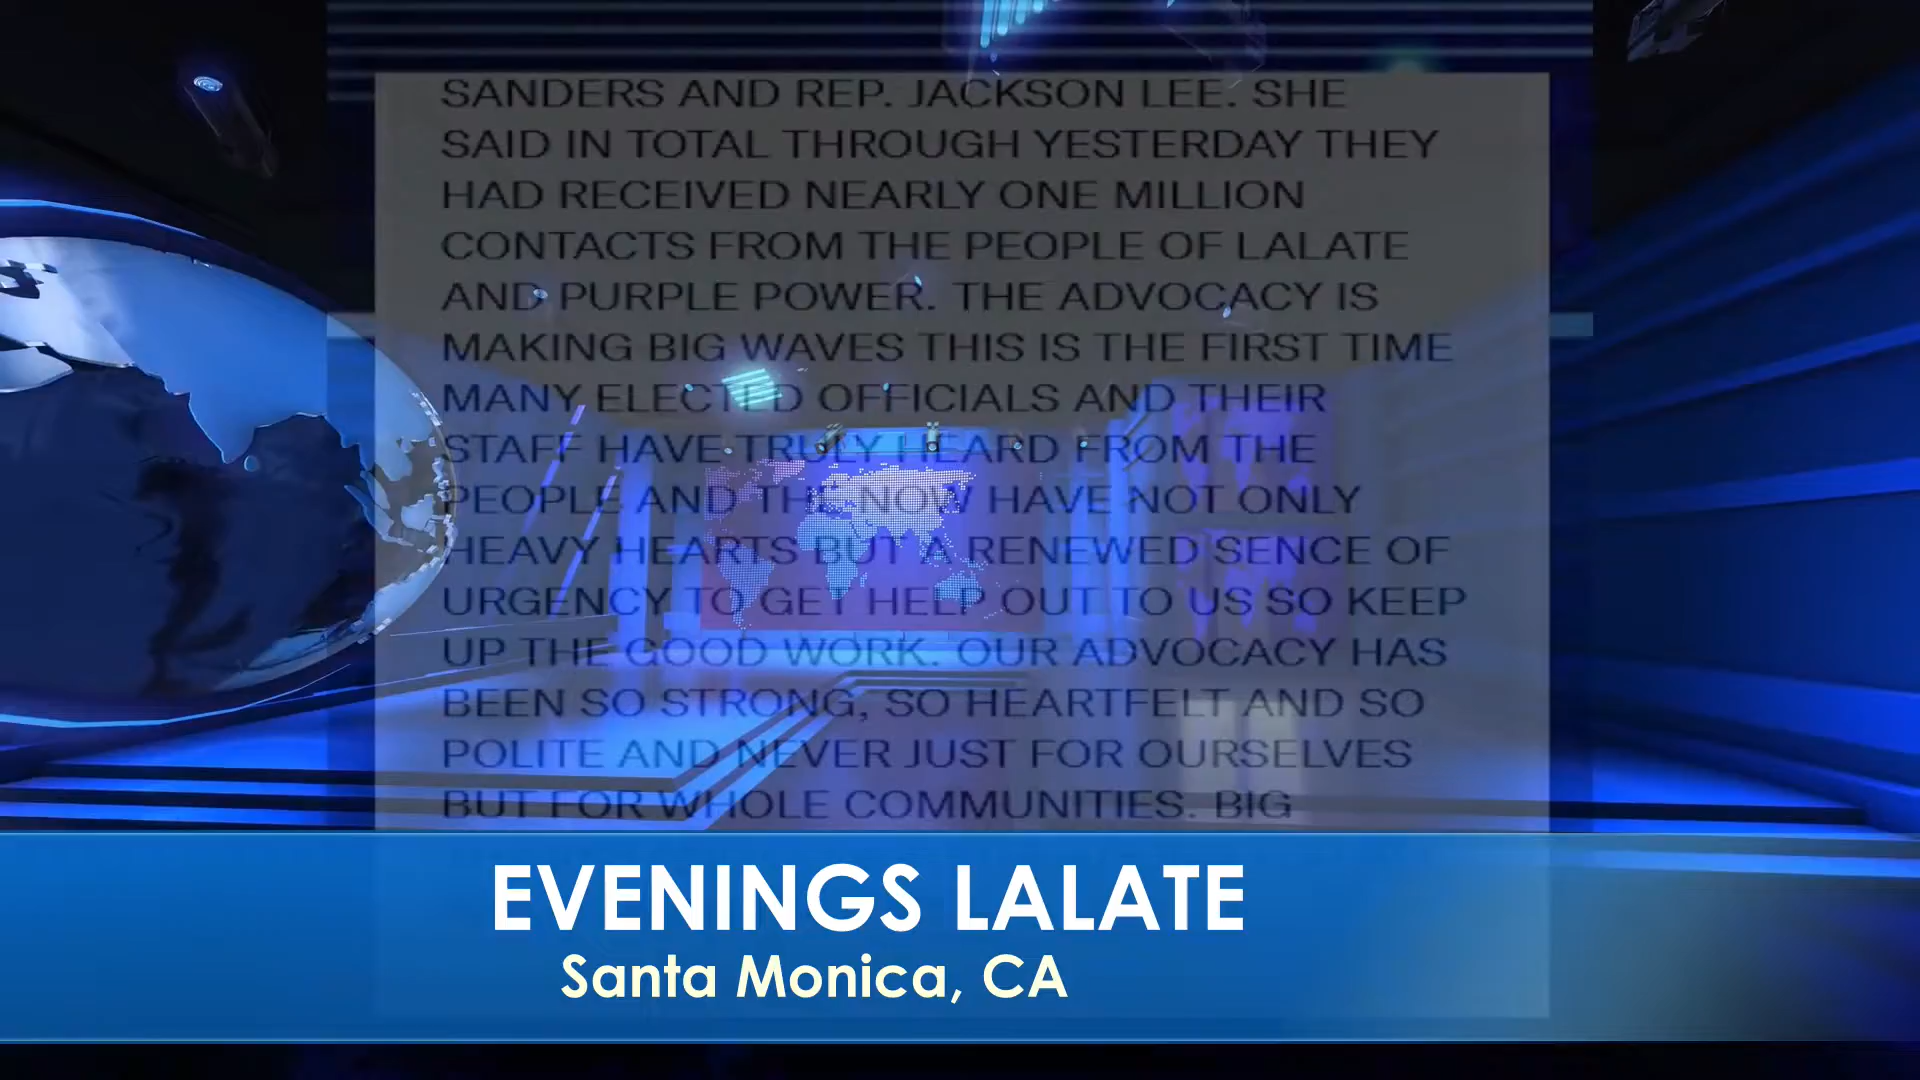 SANDERS AND REP. JACKSON LEE. SHE
SAID IN TOTAL THROUGH YESTERDAY THEY
HAD RECEIVED NEARLY ONE MILLION
CONTACTS FROM THE PEOPLE OF LALATE
AND PURPLE POWER. THE ADVOCACY IS
MAKING BIG WAVES THIS IS THE FIRST TIME
MANY ELECTED OFFICIALS AND THEIR
STAFF HAVE TRULY HEARD FROM THE
PEOPLE AND THE NOW HAVE NOT ONLY
HEAVY HEARTS BUT A RENEWED SENCE OF
URGENCY TO GET HELP OUT TO US SO KEEP
UP THE GOOD WORK. OUR ADVOCACY HAS
BEEN SO STRONG, SO HEARTFELT AND SO
POLITE AND NEVER JUST FOR OURSELVES
BUT FOR WHOLE COMMUNITIES. BIG
EVENINGS LALATE
Santa Monica, CA